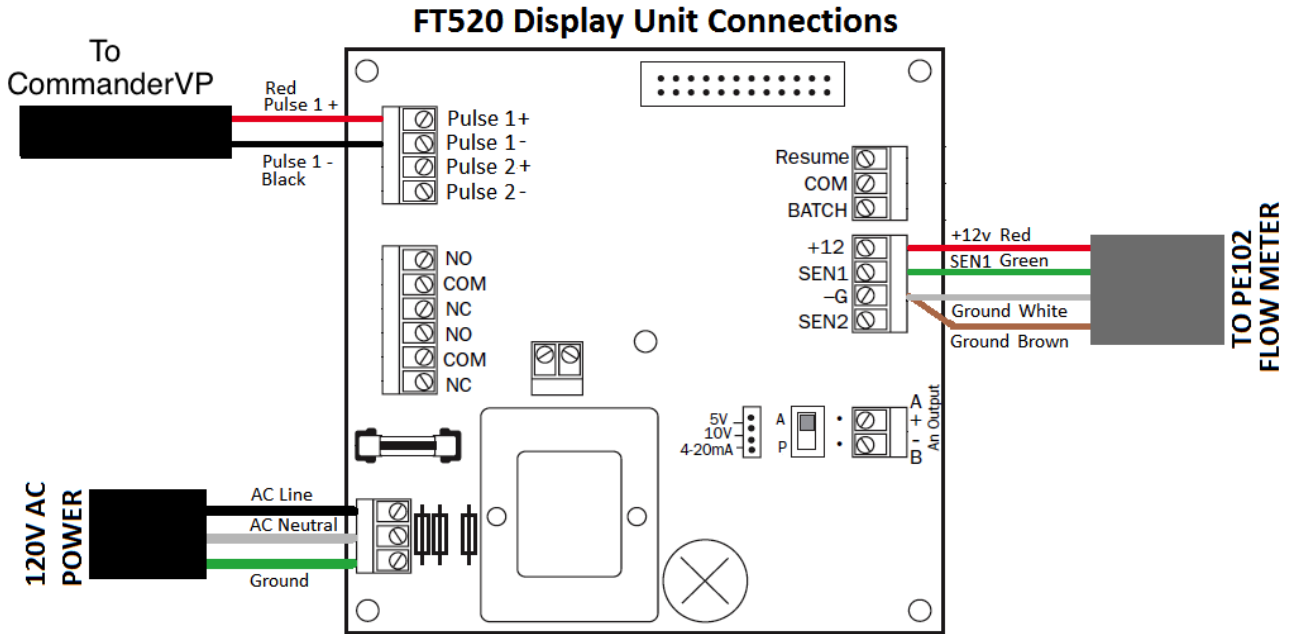 FT520 Display Unit Connections
To
CommanderVP
Red
Pulse 1 +
Pulse 1 -
Black
Pulse 1+
Pulse 1-
Pulse 2+
Pulse 2-
Resume
COM
BATCH
+12
SEN1
–G
SEN2
+12v Red
SEN1 Green
Ground White
Ground Brown
TO PE102
FLOW METER
NO
COM
NC
NO
COM
NC
5V
10V
4-20mA
A
P
A
+
-
B
An Output
120V AC
POWER
AC Line
AC Neutral
Ground